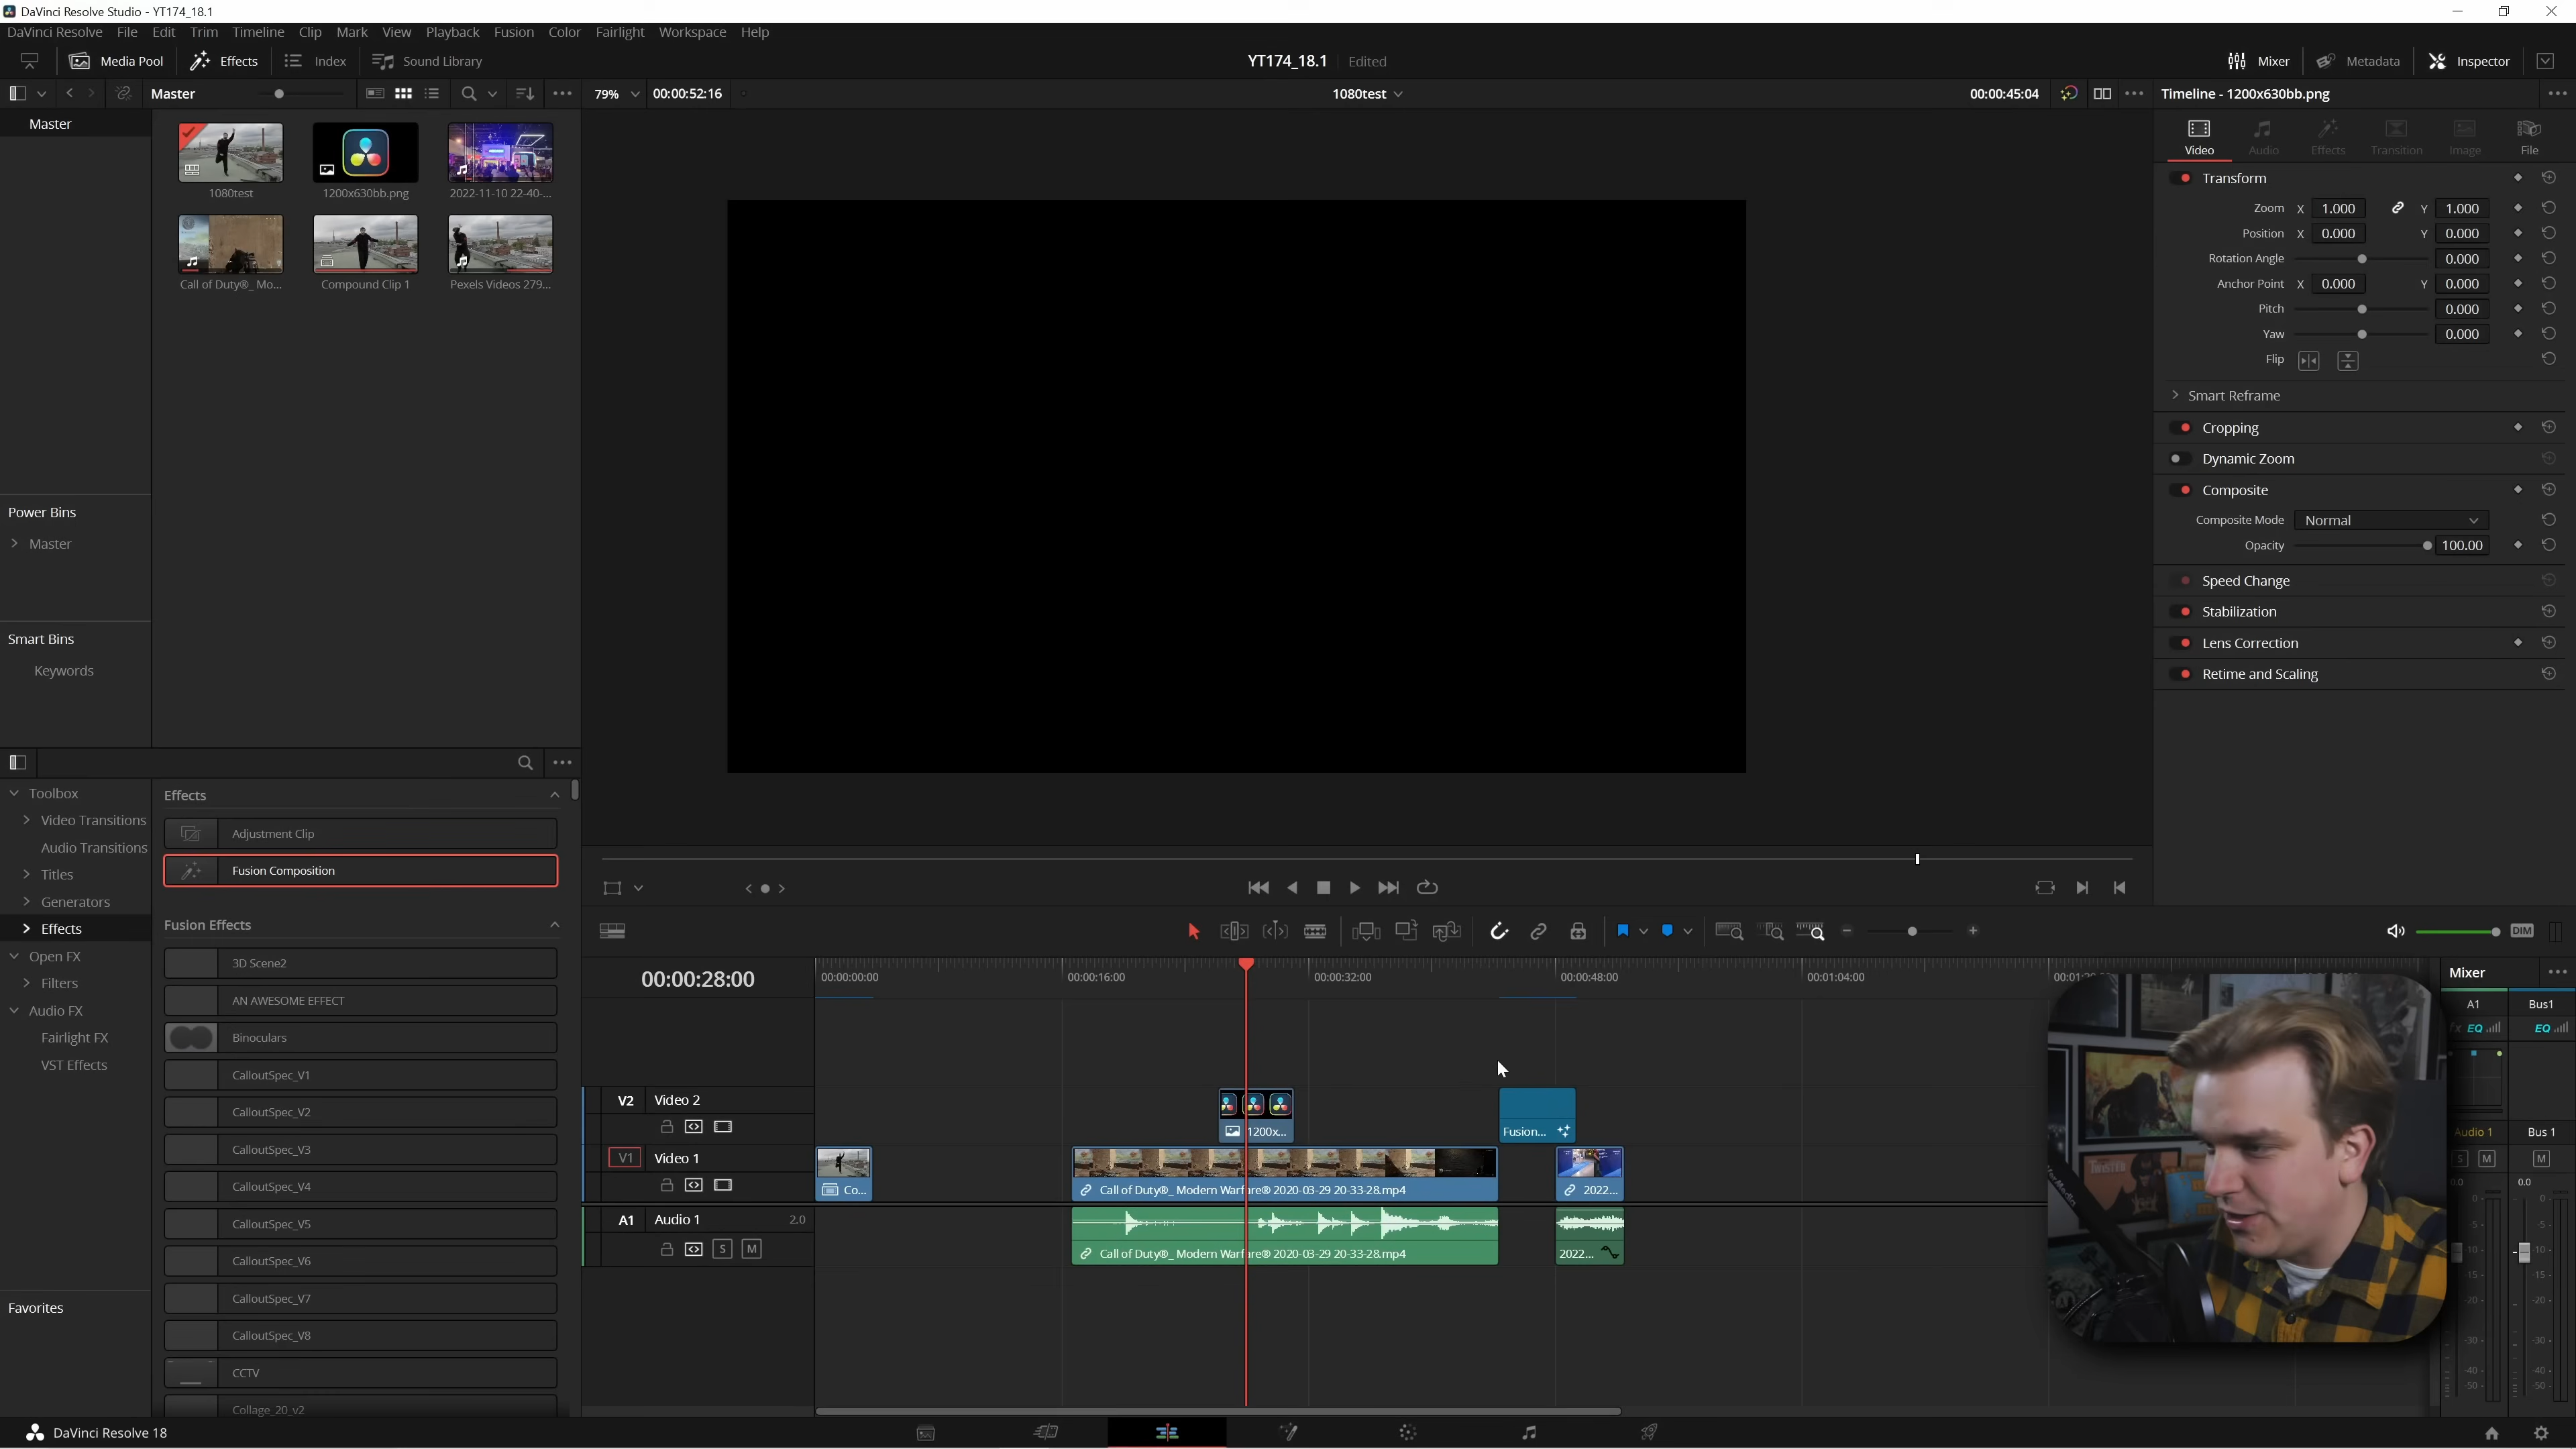 DaVinci Resolve Studio - YT174_18.1
DaVinci Resolve File Edit Trim Timeline Clip Mark View Playback Fusion Color Fairlight Workspace Help
Media Pool Effects Index Sound Library YT174_18.1 Edited Mixer Metadata Inspector
Master 79% 00:00:52:16 1080test 00:00:45:04 Timeline - 1200x630bb.png
Master
1080test 1200x630bb.png 2022-11-10 22-40-...
Call of Duty®_ Mo... Compound Clip 1 Pexels Videos 279...
Power Bins
Master
Smart Bins
Keywords
Video Audio Effects Transition Image File
Transform
Zoom X 1.000 Y 1.000
Position X 0.000 Y 0.000
Rotation Angle 0.000
Anchor Point X 0.000 Y 0.000
Pitch 0.000
Yaw 0.000
Flip
Smart Reframe
Cropping
Dynamic Zoom
Composite
Composite Mode Normal
Opacity 100.00
Speed Change
Stabilization
Lens Correction
Retime and Scaling
Toolbox
Video Transitions
Audio Transitions
Titles
Generators
Effects
Open FX
Filters
Audio FX
Fairlight FX
VST Effects
Favorites
Effects
Adjustment Clip
Fusion Composition
Fusion Effects
3D Scene2
AN AWESOME EFFECT
Binoculars
CalloutSpec_V1
CalloutSpec_V2
CalloutSpec_V3
CalloutSpec_V4
CalloutSpec_V5
CalloutSpec_V6
CalloutSpec_V7
CalloutSpec_V8
CCTV
Collage_20_v2
DIM
00:00:28:00 00:00:00:00 00:00:16:00 00:00:32:00 00:00:48:00 00:01:04:00
V2 Video 2
1200x... Fusion...
V1 Video 1
Co... Call of Duty®_ Modern Warfare® 2020-03-29 20-33-28.mp4 2022...
A1 Audio 1 2.0
S M
Call of Duty®_ Modern Warfare® 2020-03-29 20-33-28.mp4 2022...
Mixer
A1 Bus1
fx EQ EQ
Audio 1 Bus 1
S M M
0.0 0.0
DaVinci Resolve 18